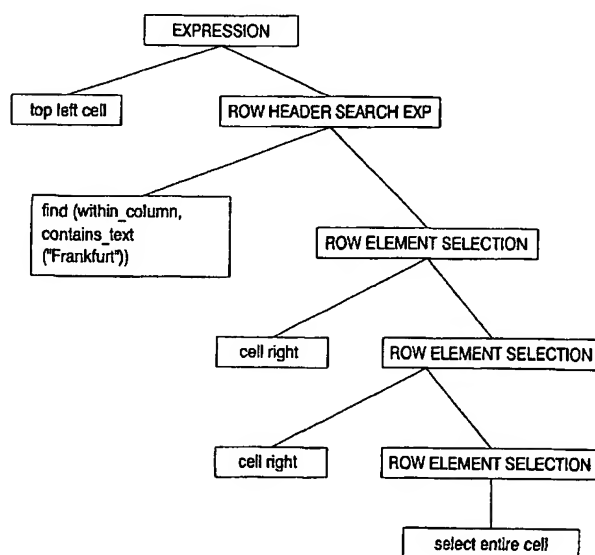 EXPRESSION
top left cell
ROW HEADER SEARCH EXP
find (within_column,
contains_text
("Frankfurt"))
ROW ELEMENT SELECTION
cell right
ROW ELEMENT SELECTION
cell right
ROW ELEMENT SELECTION
select entire cell